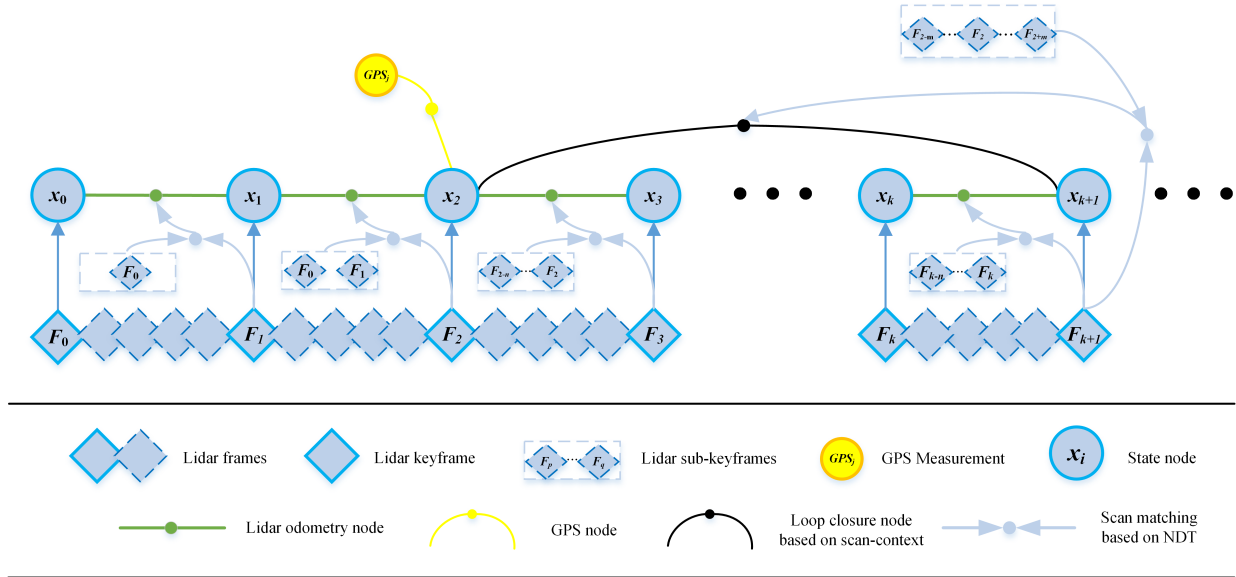 F2-m ... F2 ... F2+m
GPSj
x0 x1 x2 x3 ... xk xk+1 ...
F0 F0 F1 F2-n ... F2 Fk-n ... Fk
F0 F1 F2 F3 Fk Fk+1
Lidar frames Lidar keyframe Fp ... Fq Lidar sub-keyframes GPSj GPS Measurement xi State node
Lidar odometry node GPS node Loop closure node
based on scan-context Scan matching
based on NDT